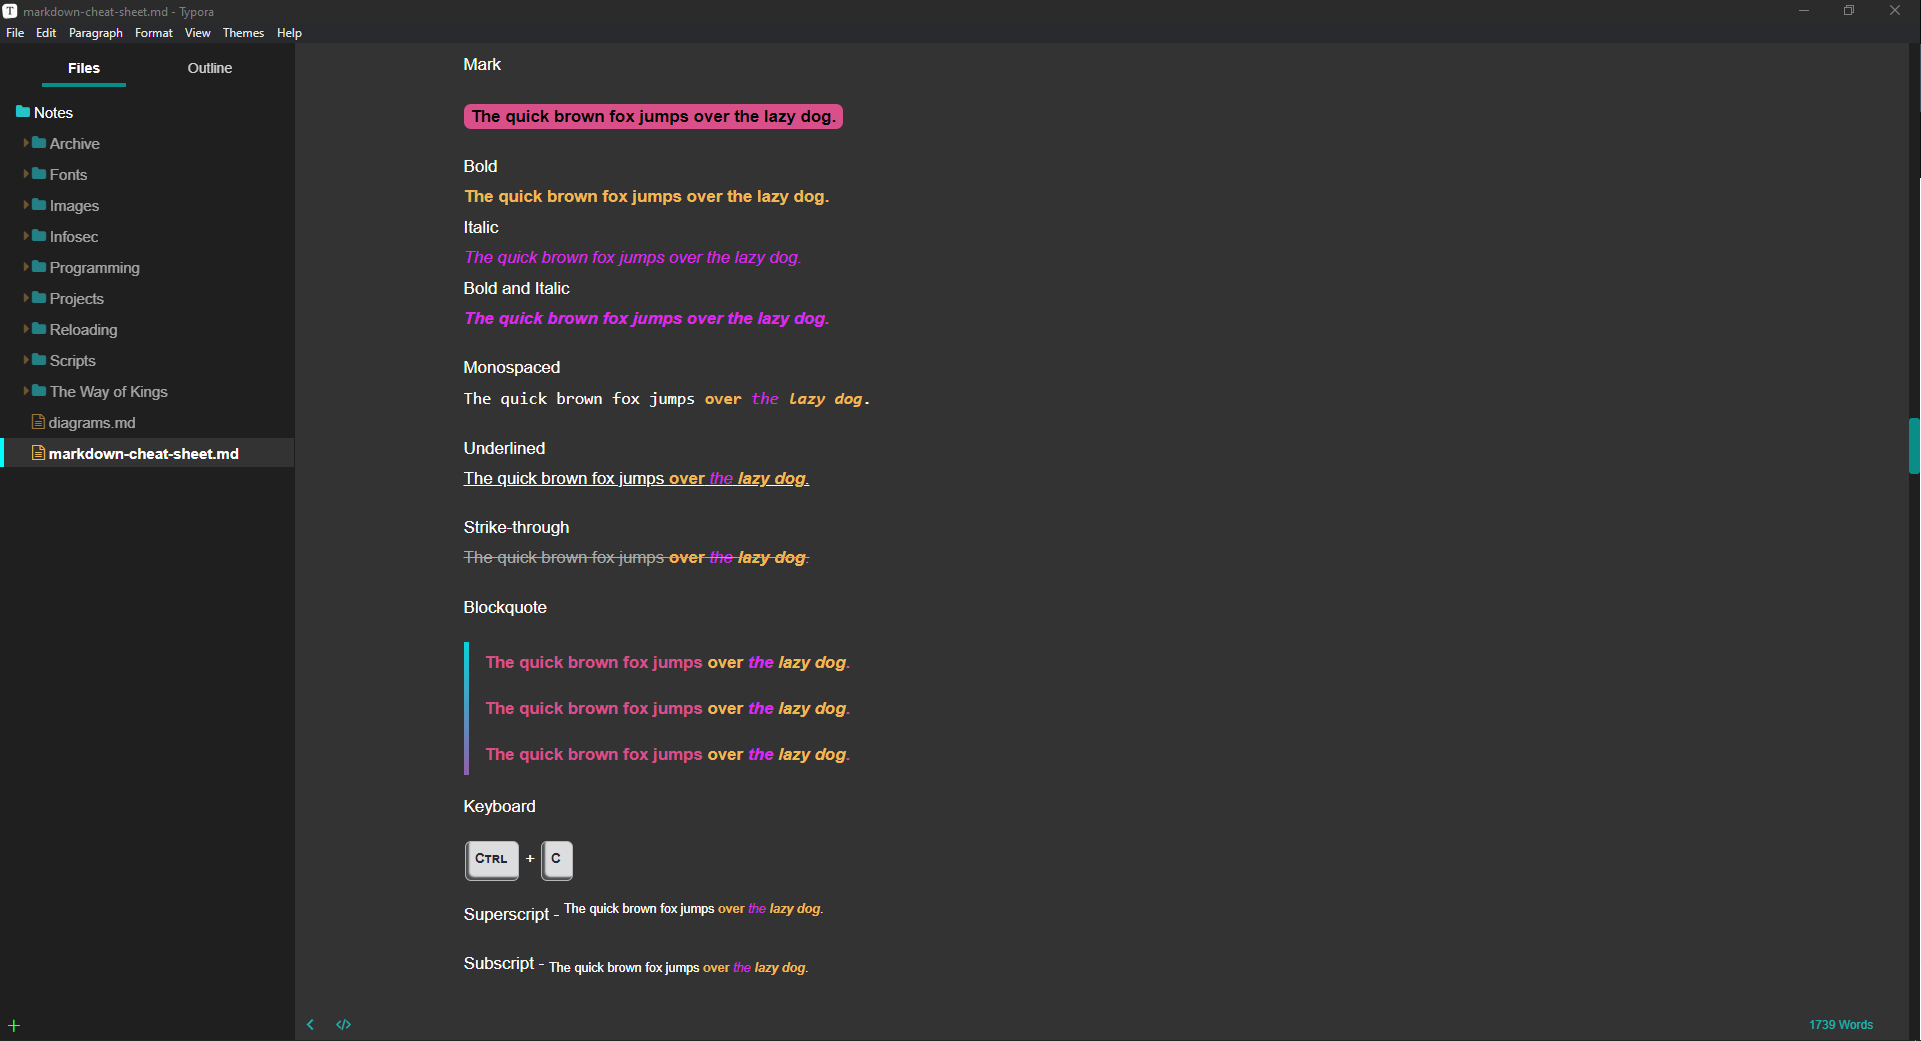 markdown-cheat-sheet.md - Typora
File Edit Paragraph Format View Themes Help
Files Outline
Notes
Archive
Fonts
Images
Infosec
Programming
Projects
Reloading
Scripts
The Way of Kings
diagrams.md
markdown-cheat-sheet.md
Mark
The quick brown fox jumps over the lazy dog.
Bold
The quick brown fox jumps over the lazy dog.
Italic
The quick brown fox jumps over the lazy dog.
Bold and Italic
The quick brown fox jumps over the lazy dog.
Monospaced
The quick brown fox jumps over the lazy dog.
Underlined
The quick brown fox jumps over the lazy dog.
Strike-through
The quick brown fox jumps over the lazy dog.
Blockquote
The quick brown fox jumps over the lazy dog.
The quick brown fox jumps over the lazy dog.
The quick brown fox jumps over the lazy dog.
Keyboard
CTRL + C
Superscript - The quick brown fox jumps over the lazy dog.
Subscript - The quick brown fox jumps over the lazy dog.
1739 Words